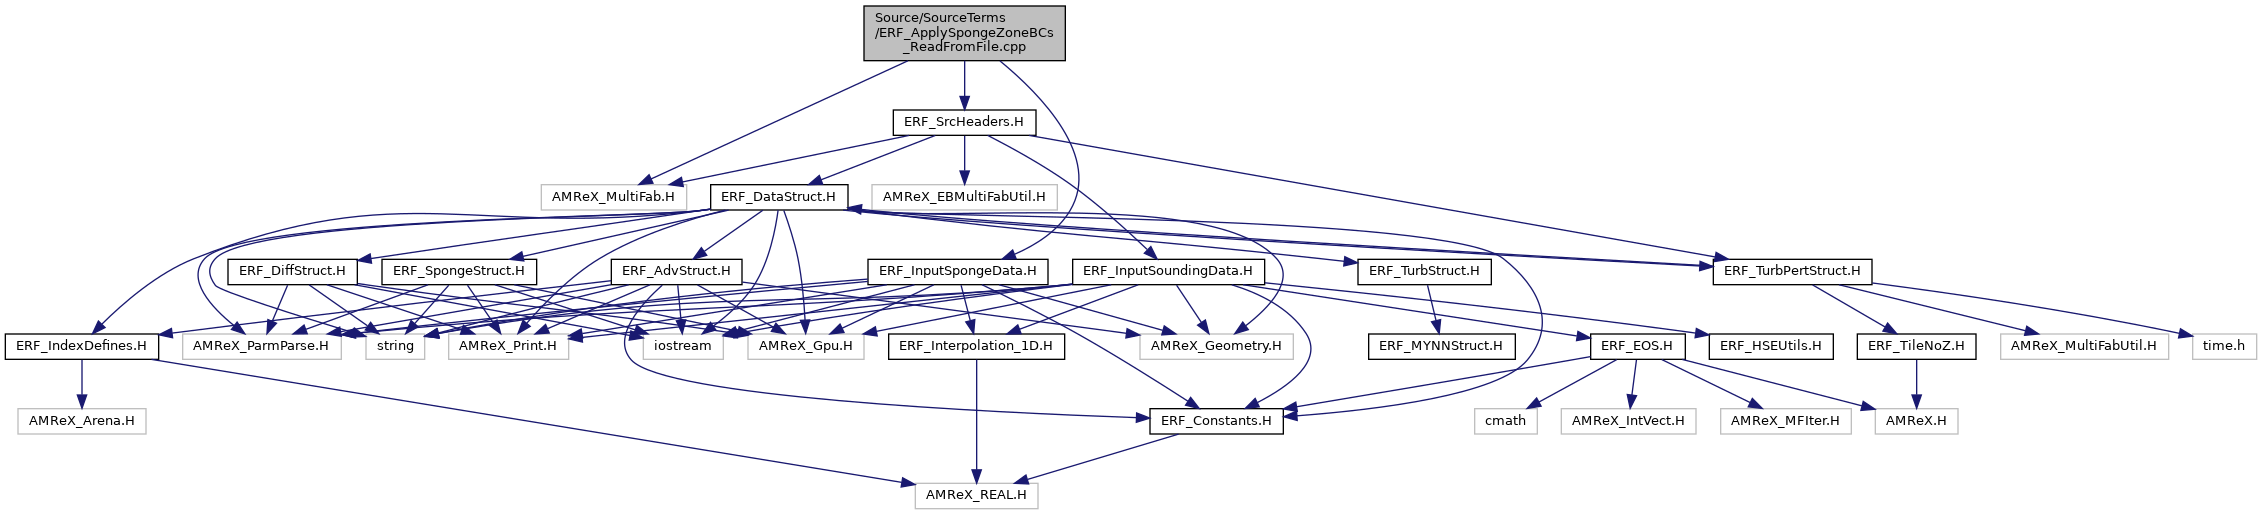 Source/SourceTerms
/ERF_ApplySpongeZoneBCs
_ReadFromFile.cpp
ERF_SrcHeaders.H
AMReX_MultiFab.H
ERF_DataStruct.H
AMReX_EBMultiFabUtil.H
ERF_DiffStruct.H
ERF_SpongeStruct.H
ERF_AdvStruct.H
ERF_InputSpongeData.H
ERF_InputSoundingData.H
ERF_TurbStruct.H
ERF_TurbPertStruct.H
ERF_IndexDefines.H
AMReX_ParmParse.H
string
AMReX_Print.H
iostream
AMReX_Gpu.H
ERF_Interpolation_1D.H
AMReX_Geometry.H
ERF_MYNNStruct.H
ERF_EOS.H
ERF_HSEUtils.H
ERF_TileNoZ.H
AMReX_MultiFabUtil.H
time.h
AMReX_Arena.H
ERF_Constants.H
cmath
AMReX_IntVect.H
AMReX_MFIter.H
AMReX.H
AMReX_REAL.H